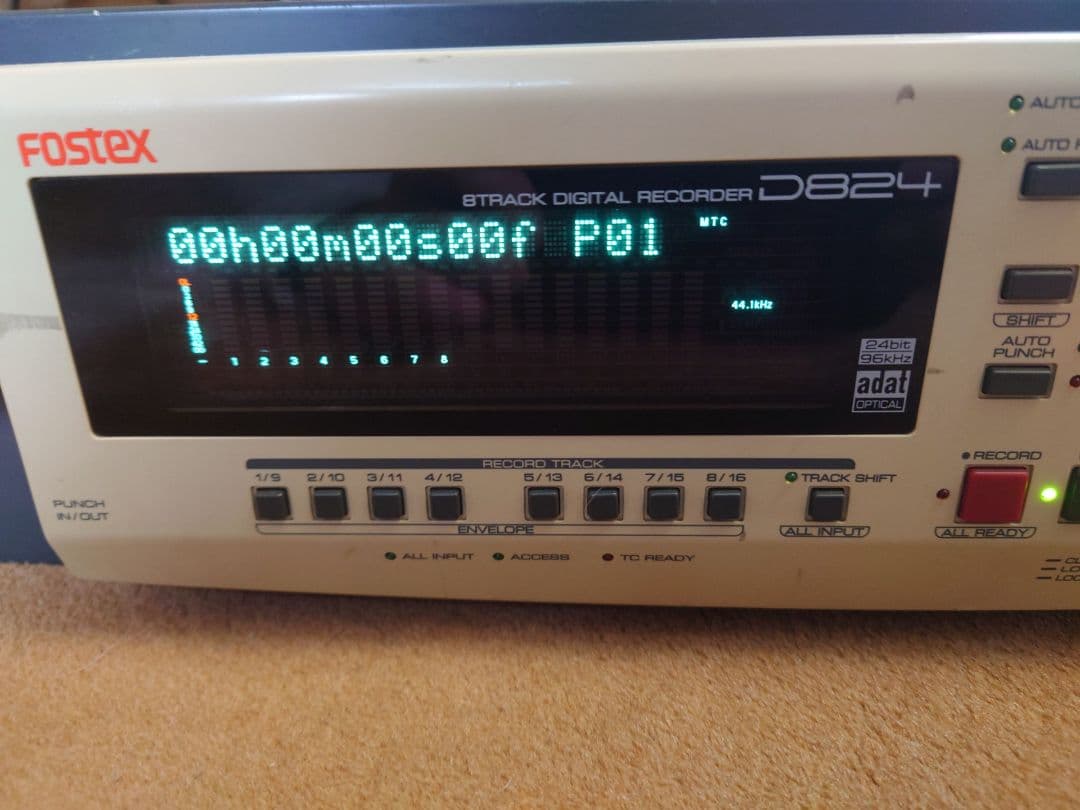 FOSTEX
8TRACK DIGITAL RECORDER D824
00h00m00s00f P01
MTC
44.1kHz
1 2 3 4 5 6 7 8
24bit
96kHz
adat
OPTICAL
AUTO
SHIFT
AUTO
PUNCH
RECORD TRACK
1/9 2/10 3/11 4/12 5/13 6/14 7/15 8/16
TRACK SHIFT
RECORD
PUNCH
IN/OUT
ENVELOPE
ALL INPUT
ALL READY
ALL INPUT ACCESS TC READY